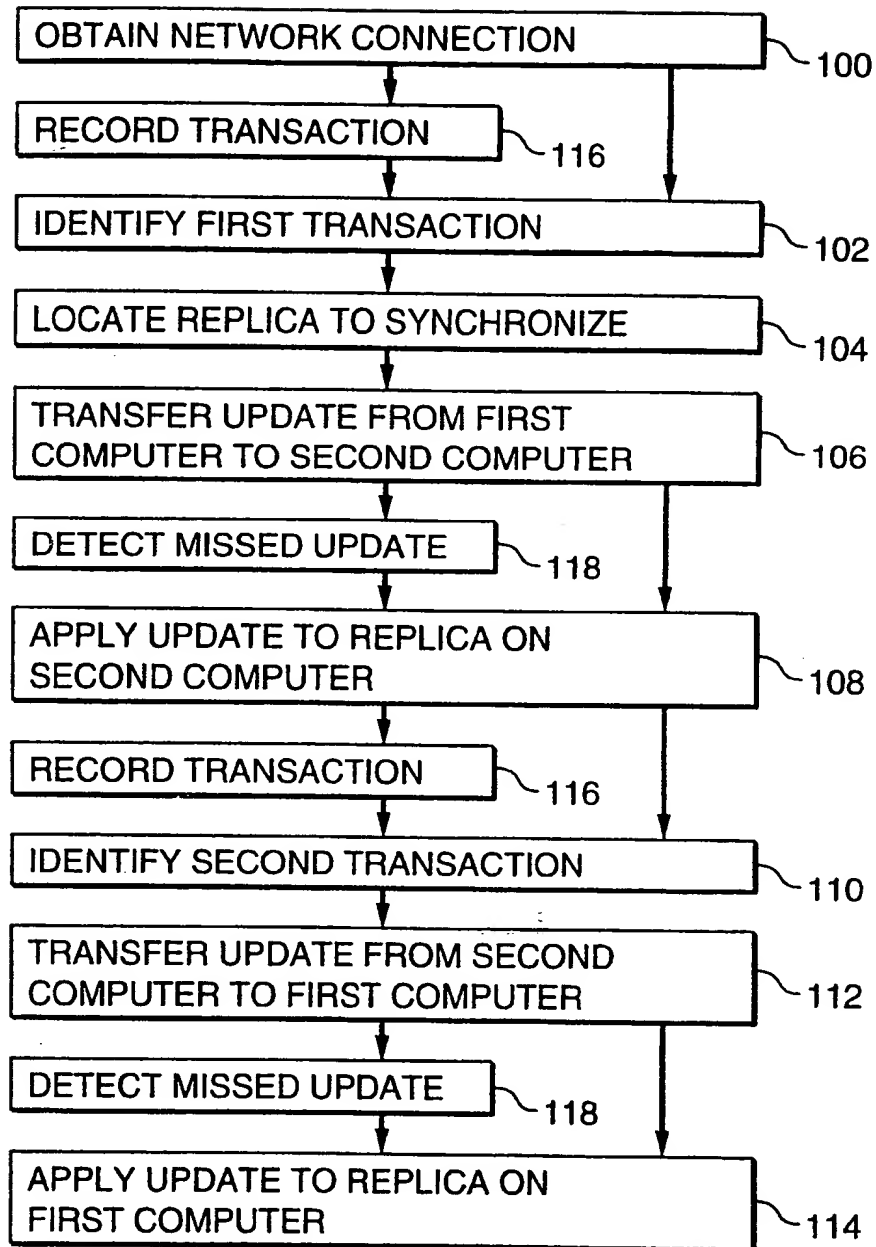 OBTAIN NETWORK CONNECTION
100
RECORD TRANSACTION
116
IDENTIFY FIRST TRANSACTION
102
LOCATE REPLICA TO SYNCHRONIZE
104
TRANSFER UPDATE FROM FIRST
COMPUTER TO SECOND COMPUTER
106
DETECT MISSED UPDATE
118
APPLY UPDATE TO REPLICA ON
SECOND COMPUTER
108
RECORD TRANSACTION
116
IDENTIFY SECOND TRANSACTION
110
TRANSFER UPDATE FROM SECOND
COMPUTER TO FIRST COMPUTER
112
DETECT MISSED UPDATE
118
APPLY UPDATE TO REPLICA ON
FIRST COMPUTER
114